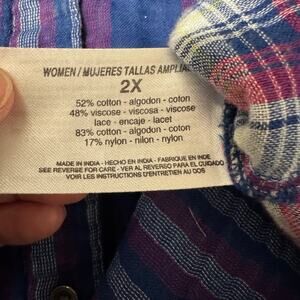 WOMEN / MUJERES TALLAS AMPLIAS
2X
52% cotton - algodon - coton
48% viscose - viscosa - viscose
lace - encaje - lacet
83% cotton - algodon - coton
17% nylon - nilon - nylon
MADE IN INDIA - HECHO EN INDIA - FABRIQUE EN INDE
SEE REVERSE FOR CARE - VER AL REVERSO PARA EL CUIDADO
VOIR LES INSTRUCTIONS D'ENTRETIEN AU DOS